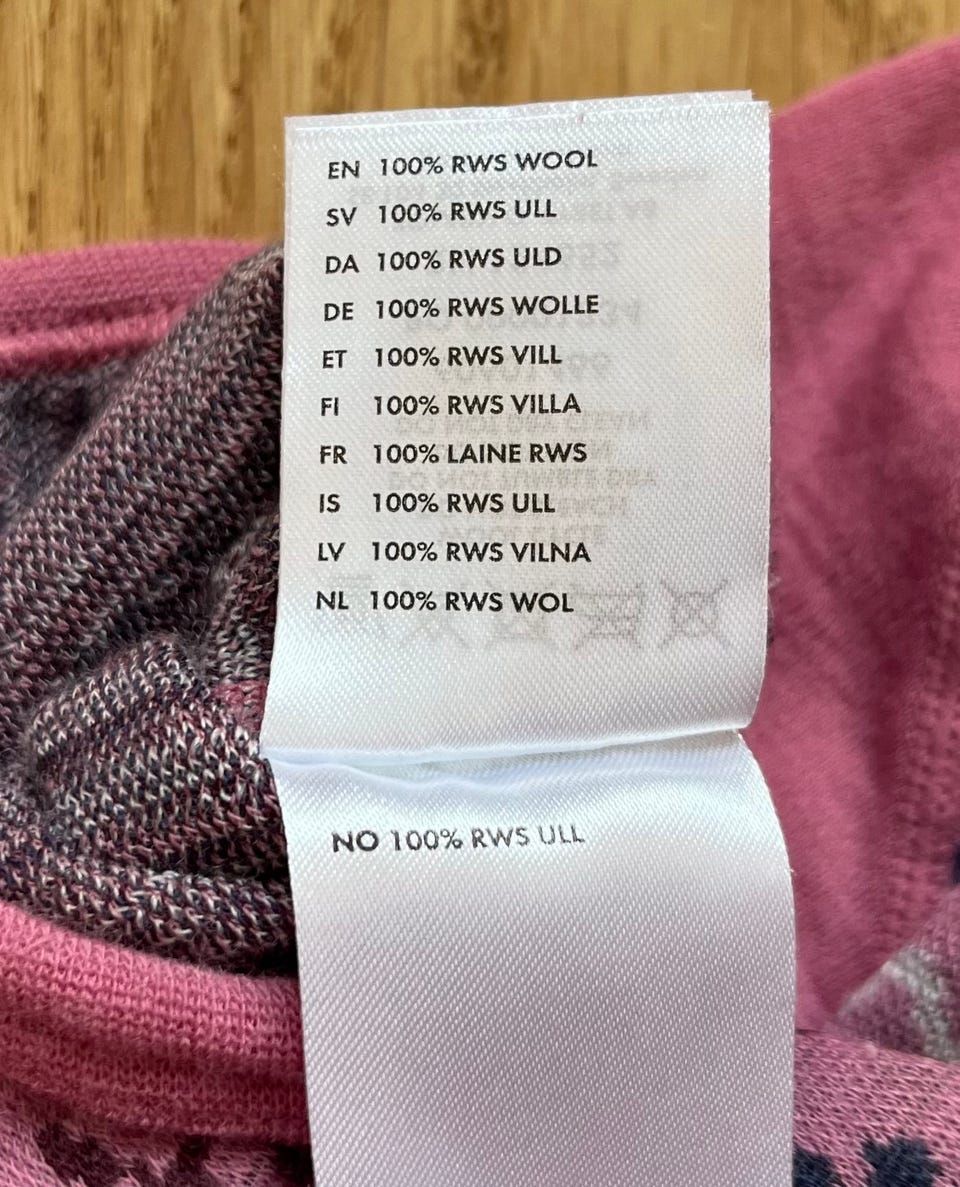 EN 100% RWS WOOL
SV 100% RWS ULL
DA 100% RWS ULD
DE 100% RWS WOLLE
ET 100% RWS VILL
FI 100% RWS VILLA
FR 100% LAINE RWS
IS 100% RWS ULL
LV 100% RWS VILNA
NL 100% RWS WOL
NO 100% RWS ULL